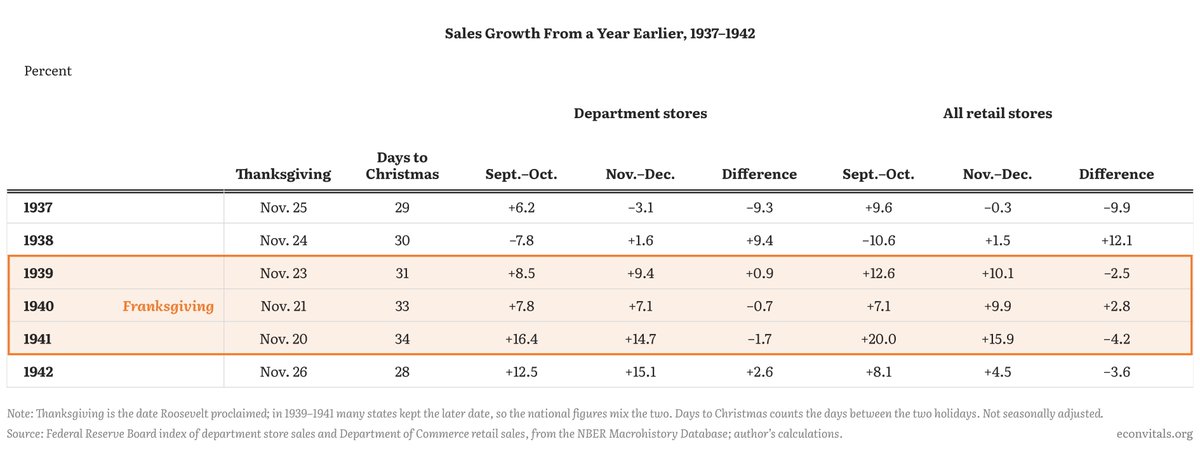 Sales Growth From a Year Earlier, 1937–1942
Percent
Department stores All retail stores
Days to
Thanksgiving Christmas Sept.–Oct. Nov.–Dec. Difference Sept.–Oct. Nov.–Dec. Difference
1937 Nov. 25 29 +6.2 −3.1 −9.3 +9.6 −0.3 −9.9
1938 Nov. 24 30 −7.8 +1.6 +9.4 −10.6 +1.5 +12.1
1939 Nov. 23 31 +8.5 +9.4 +0.9 +12.6 +10.1 −2.5
1940 Franksgiving Nov. 21 33 +7.8 +7.1 −0.7 +7.1 +9.9 +2.8
1941 Nov. 20 34 +16.4 +14.7 −1.7 +20.0 +15.9 −4.2
1942 Nov. 26 28 +12.5 +15.1 +2.6 +8.1 +4.5 −3.6
Note: Thanksgiving is the date Roosevelt proclaimed; in 1939–1941 many states kept the later date, so the national figures mix the two. Days to Christmas counts the days between the two holidays. Not seasonally adjusted.
Source: Federal Reserve Board index of department store sales and Department of Commerce retail sales, from the NBER Macrohistory Database; author's calculations. econvitals.org